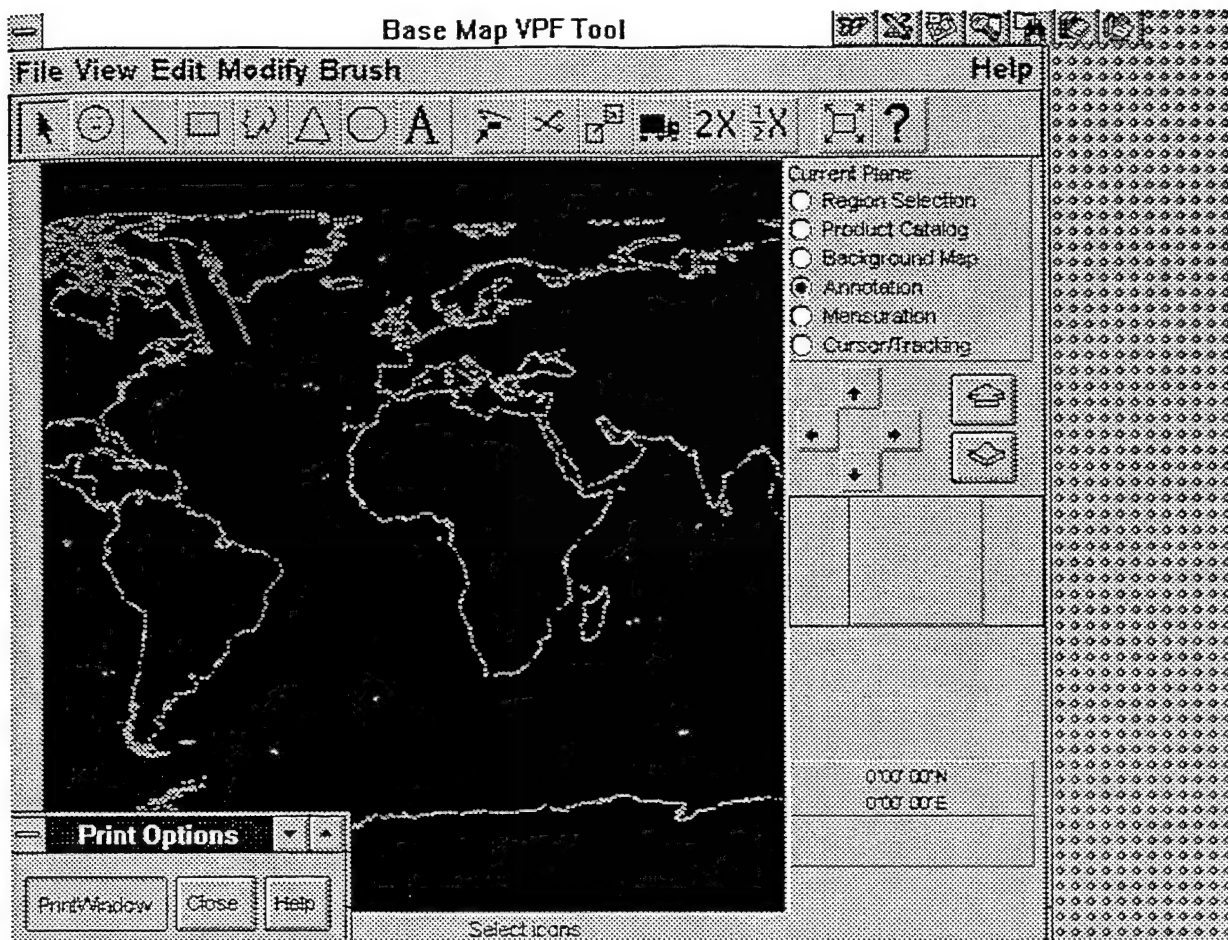 Base Map VPF Tool
File View Edit Modify Brush Help
A 2X ½X ?
Current Plane
Region Selection
Product Catalog
Background Map
Annotation
Mensuration
Cursor/Tracking
0°00' 00"N
0°00' 00"E
Print Options
PrintWindow Close Help
Select icons